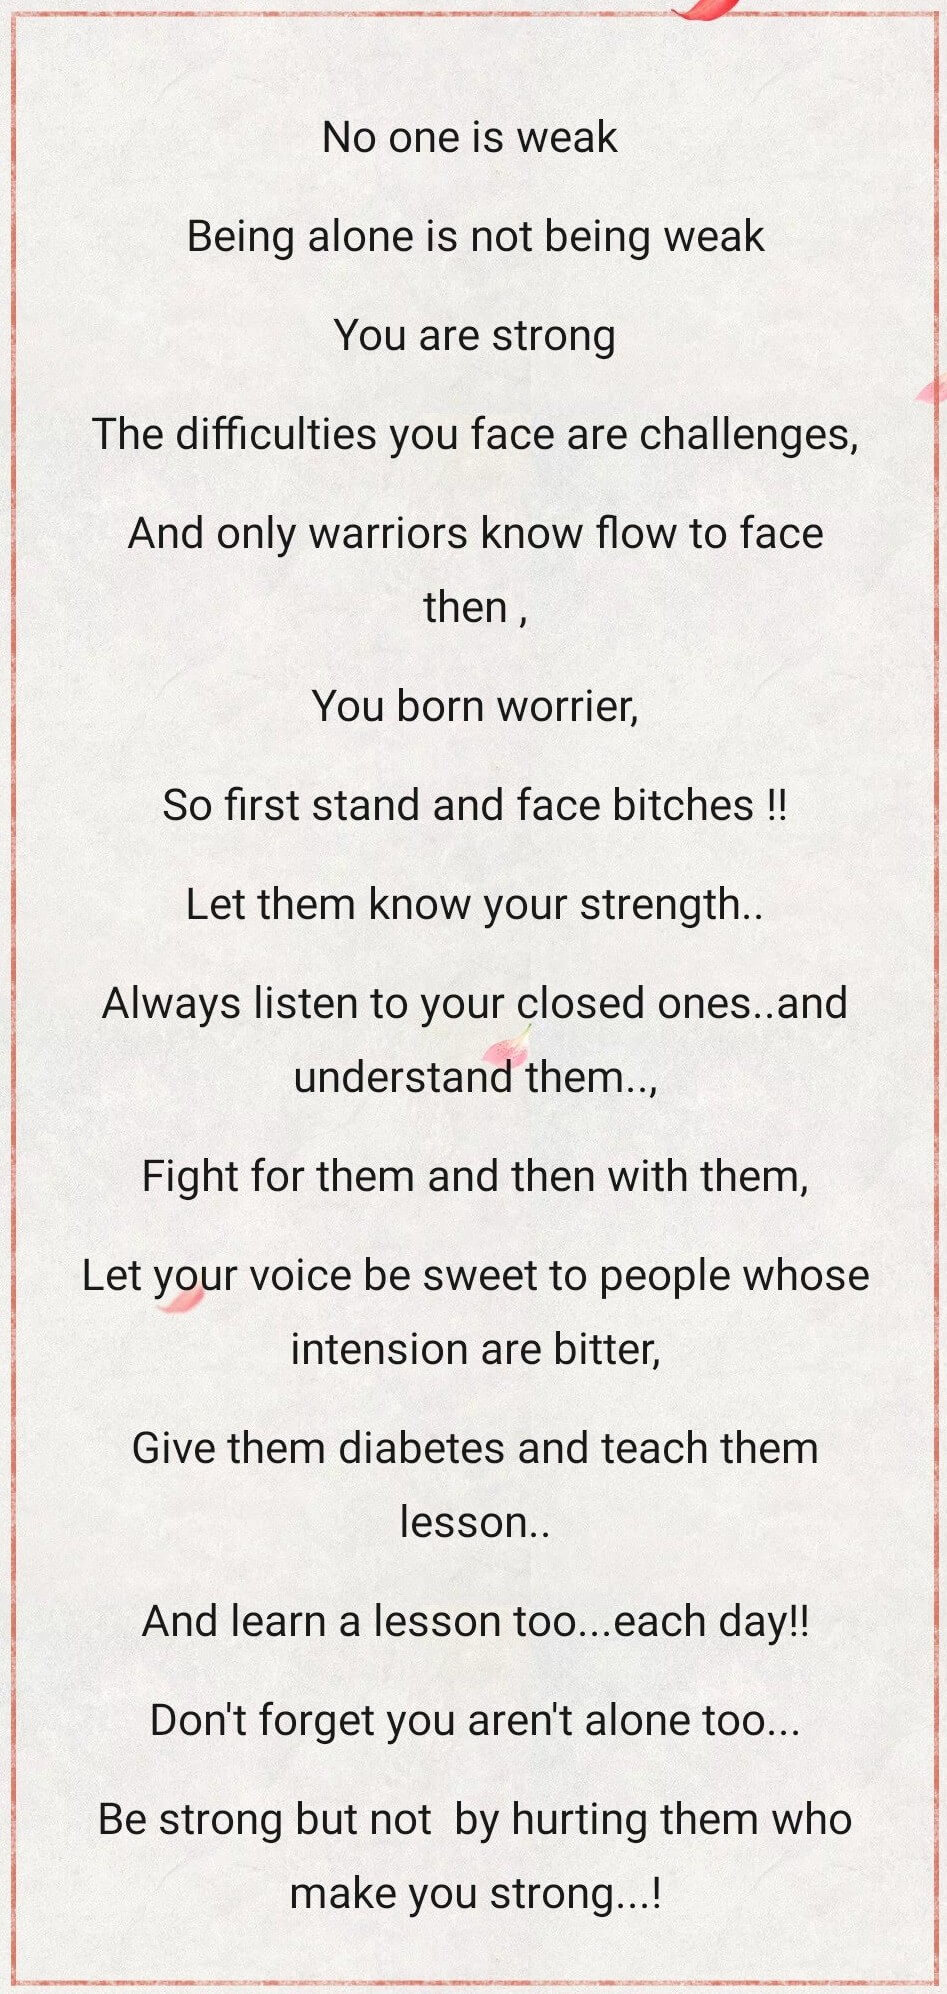 No one is weak
Being alone is not being weak
You are strong
The difficulties you face are challenges,
And only warriors know flow to face
then ,
You born worrier,
So first stand and face bitches !!
Let them know your strength..
Always listen to your closed ones..and
understand them..,
Fight for them and then with them,
Let your voice be sweet to people whose
intension are bitter,
Give them diabetes and teach them
lesson..
And learn a lesson too...each day!!
Don't forget you aren't alone too...
Be strong but not  by hurting them who
make you strong...!